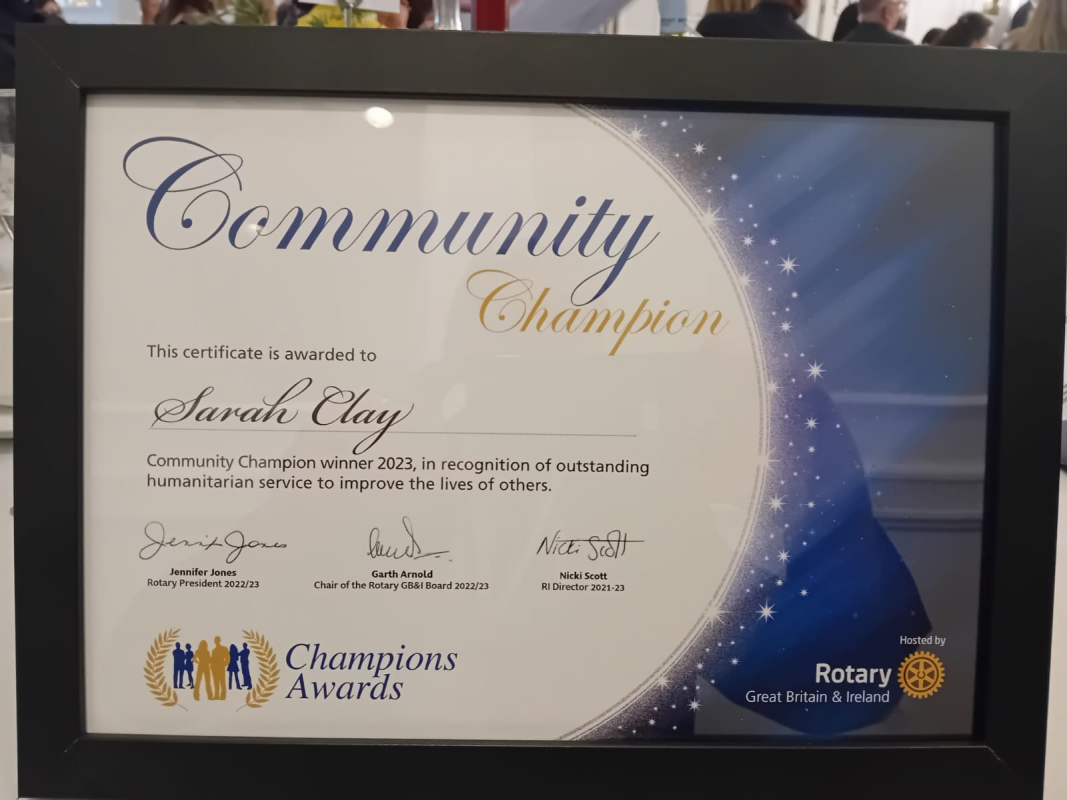 Community
Champion
This certificate is awarded to
Sarah Clay
Community Champion winner 2023, in recognition of outstanding
humanitarian service to improve the lives of others.
Jennifer Jones
Nicki Scott
Jennifer Jones
Rotary President 2022/23
Garth Arnold
Chair of the Rotary GB&I Board 2022/23
Nicki Scott
RI Director 2021-23
Champions
Awards
Hosted by
Rotary
Great Britain & Ireland